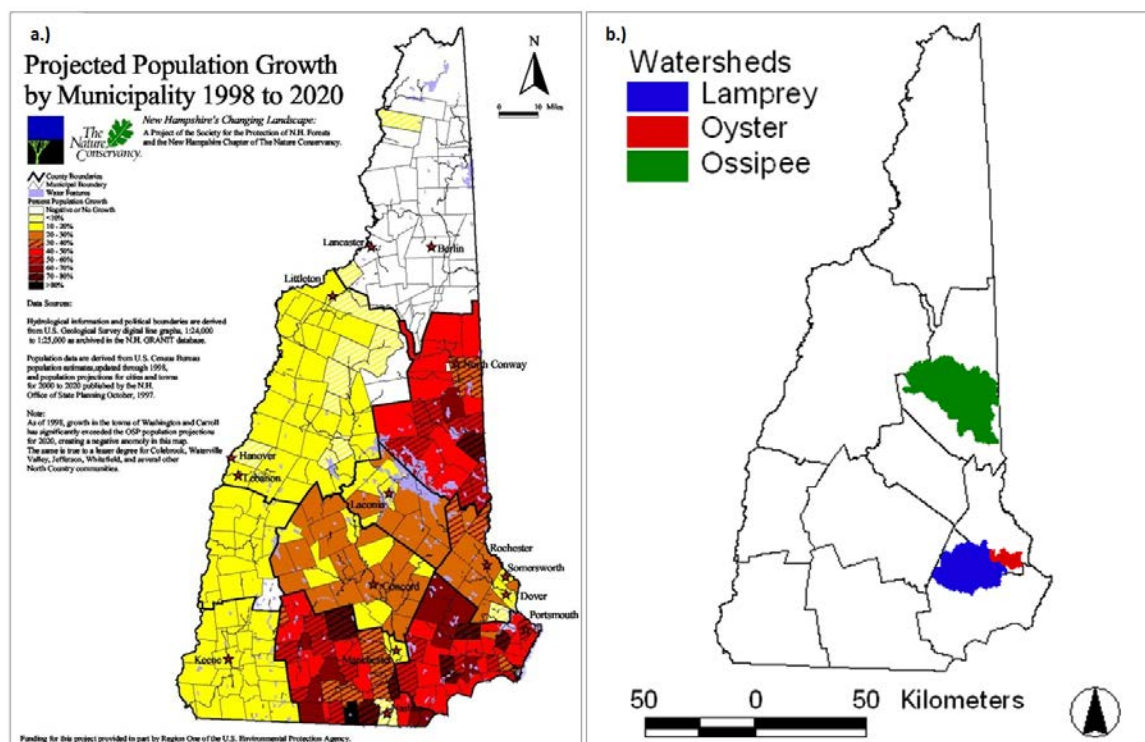 a.)
Projected Population Growth
by Municipality 1998 to 2020
The
Nature
Conservancy.
New Hampshire's Changing Landscape:
A Project of the Society for the Protection of N.H. Forests
and the New Hampshire Chapter of The Nature Conservancy.
N
10 Miles
County Boundaries
Municipal Boundary
Water Features
Percent Population Growth
Negative or No Growth
<10%
10 - 20%
20 - 30%
30 - 40%
40 - 50%
50 - 60%
60 - 70%
70 - 80%
>80%
Data Sources:
Hydrological information and political boundaries are derived
from U.S. Geological Survey digital line graphs, 1:24,000
to 1:25,000 as archived in the N.H. GRANIT database.
Population data are derived from U.S. Census Bureau
population estimates,updated through 1998,
and population projections for cities and towns
for 2000 to 2020 published by the N.H.
Office of State Planning October, 1997.
Note:
As of 1998, growth in the towns of Washington and Carroll
has significantly exceeded the OSP population projections
for 2020, creating a negative anomoly in this map.
The same is true to a lesser degree for Colebrook, Waterville
Valley, Jefferson, Whitefield, and several other
North Country communities.
Lancaster
Berlin
Littleton
North Conway
Hanover
Lebanon
Laconia
Rochester
Somersworth
Concord
Dover
Portsmouth
Manchester
Keene
Funding for this project provided in part by Region One of the U.S. Environmental Protection Agency.
b.)
Watersheds
Lamprey
Oyster
Ossipee
50 0 50 Kilometers